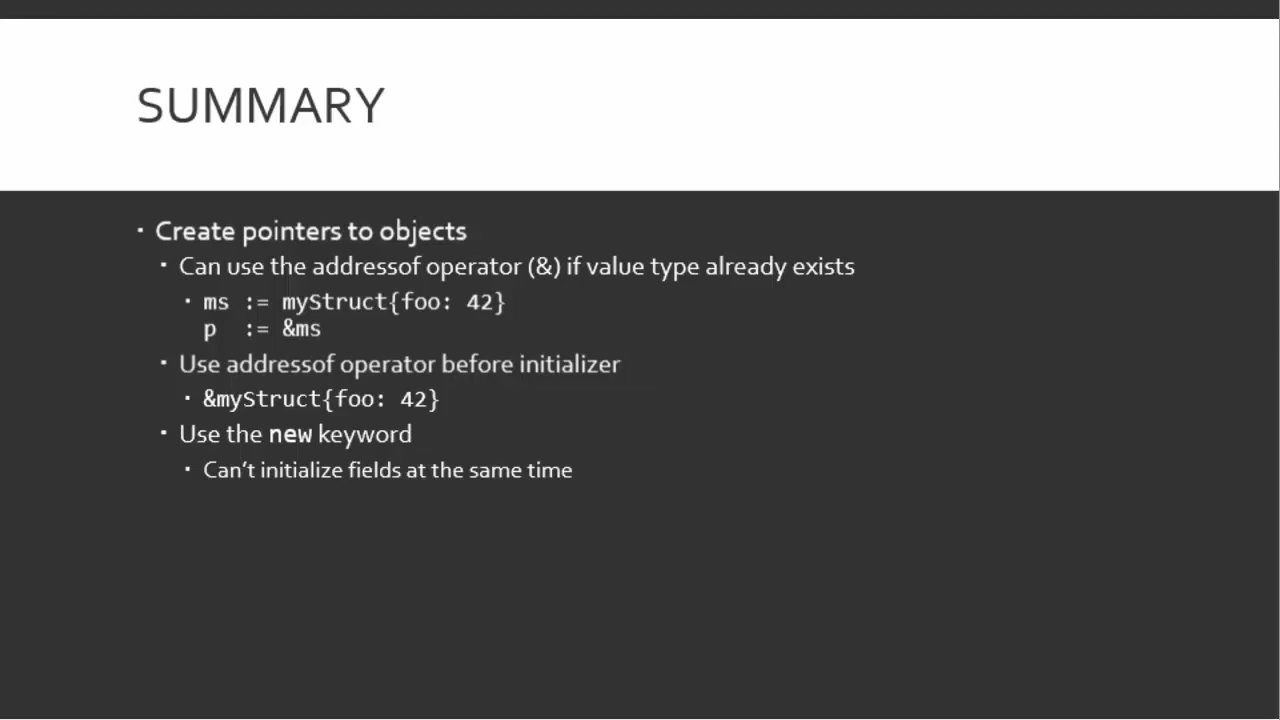 SUMMARY
▪ Create pointers to objects
▪ Can use the addressof operator (&) if value type already exists
▪ ms := myStruct{foo: 42}
p  := &ms
▪ Use addressof operator before initializer
▪ &myStruct{foo: 42}
▪ Use the new keyword
▪ Can't initialize fields at the same time